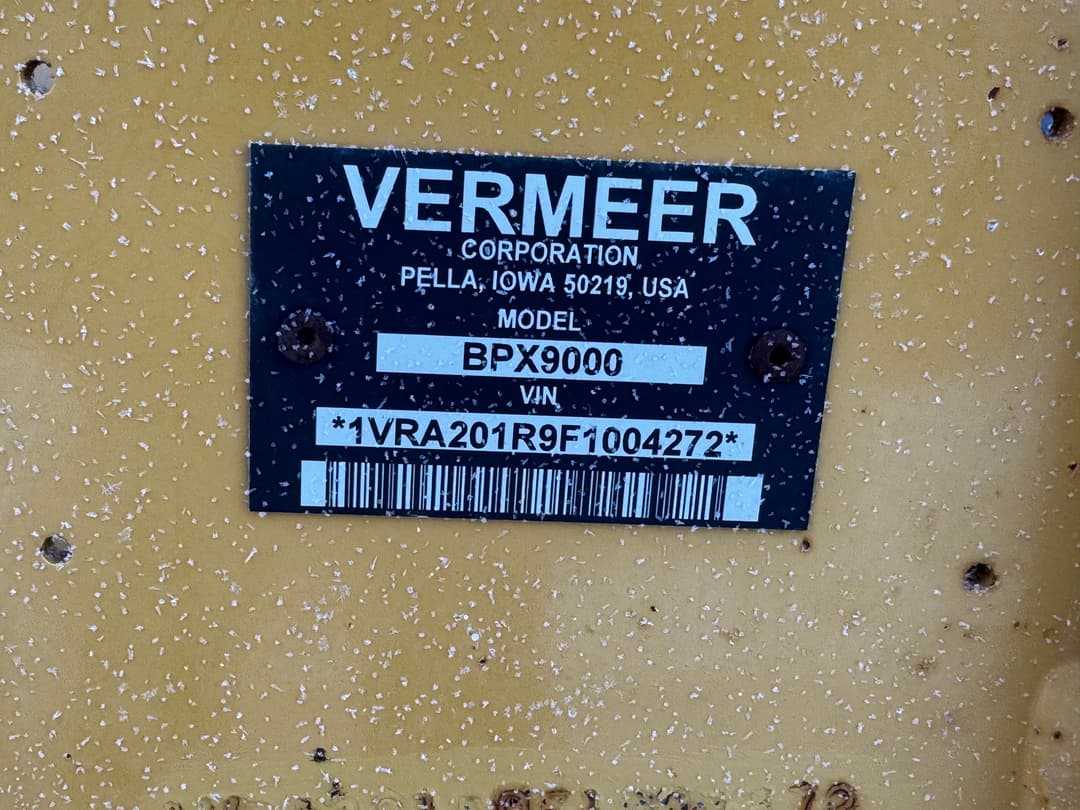 VERMEER
CORPORATION
PELLA, IOWA 50219, USA
MODEL
BPX9000
VIN
*1VRA201R9F1004272*